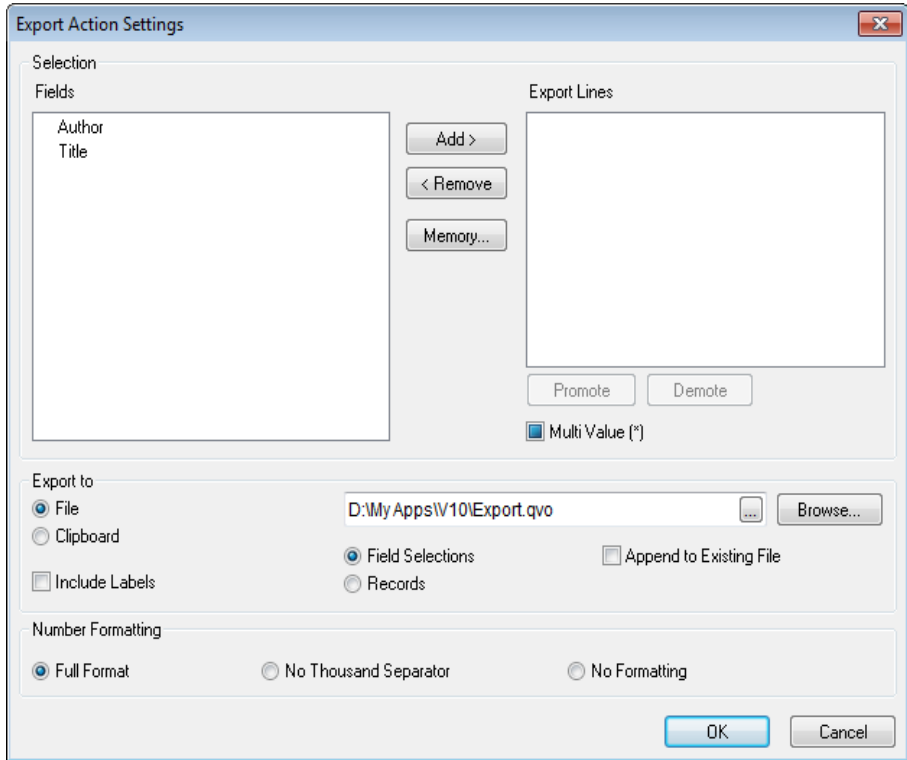 Export Action Settings
Selection
Fields
Export Lines
Author
Title
Add >
< Remove
Memory...
Promote
Demote
Multi Value (*)
Export to
File
D:\My Apps\V10\Export.qvo
...
Browse...
Clipboard
Field Selections
Append to Existing File
Include Labels
Records
Number Formatting
Full Format
No Thousand Separator
No Formatting
OK
Cancel